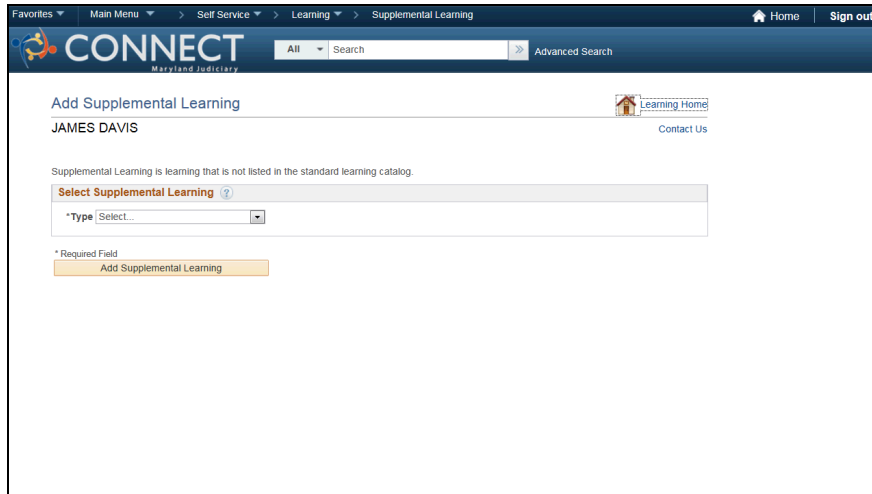 Favorites Main Menu > Self Service > Learning > Supplemental Learning Home Sign out
CONNECT
Maryland Judiciary
All Search Advanced Search
Add Supplemental Learning Learning Home
JAMES DAVIS Contact Us
Supplemental Learning is learning that is not listed in the standard learning catalog.
Select Supplemental Learning ?
*Type Select...
* Required Field
Add Supplemental Learning